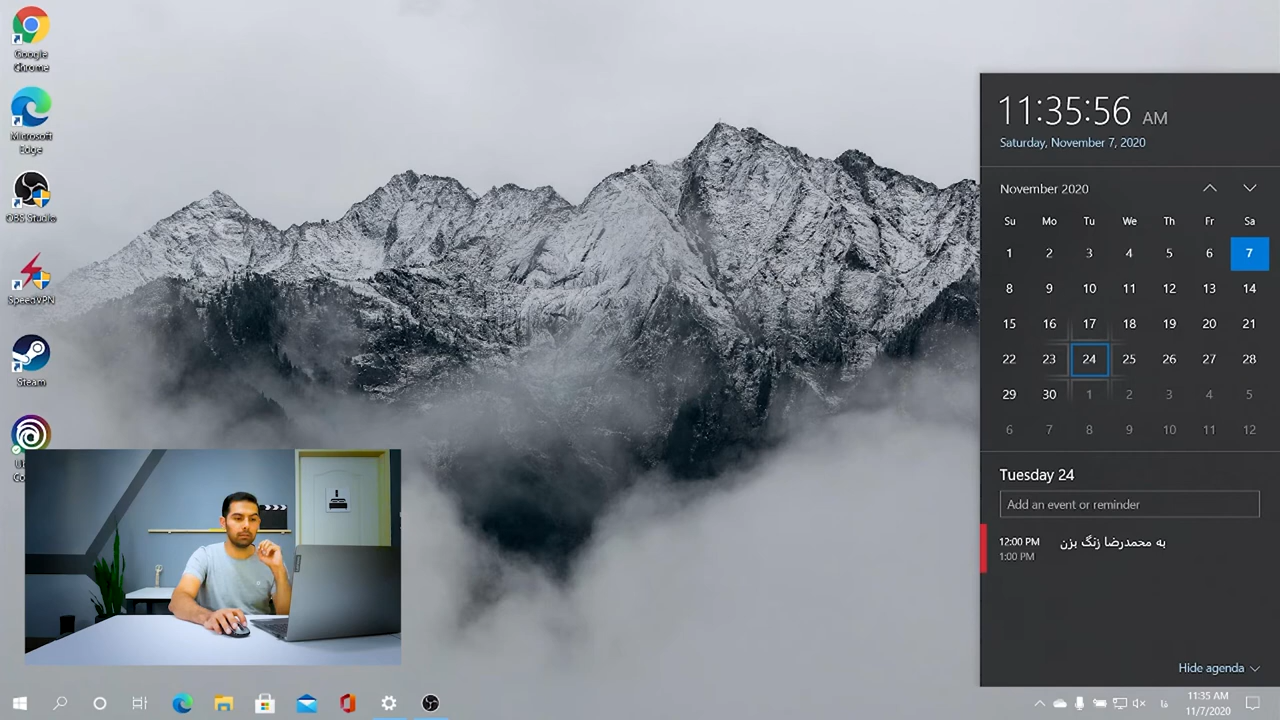 Google
Chrome
Microsoft
Edge
OBS Studio
SpeedVPN
Steam
11:35:56 AM
Saturday, November 7, 2020
November 2020
Su Mo Tu We Th Fr Sa
1 2 3 4 5 6 7
8 9 10 11 12 13 14
15 16 17 18 19 20 21
22 23 24 25 26 27 28
29 30 1 2 3 4 5
6 7 8 9 10 11 12
Tuesday 24
Add an event or reminder
12:00 PM به محمدرضا زنگ بزن
1:00 PM
Hide agenda
فا 11:35 AM
11/7/2020